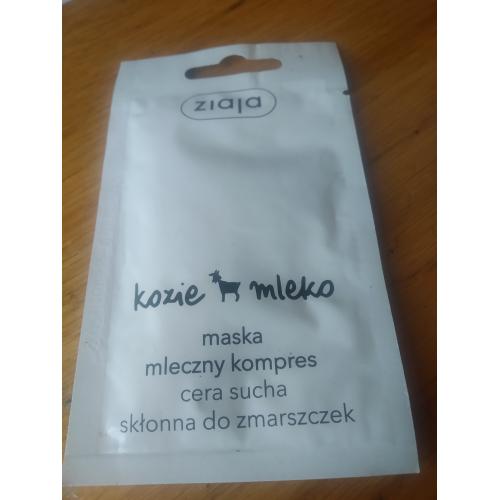 ziaja
kozie mleko
maska
mleczny kompres
cera sucha
skłonna do zmarszczek